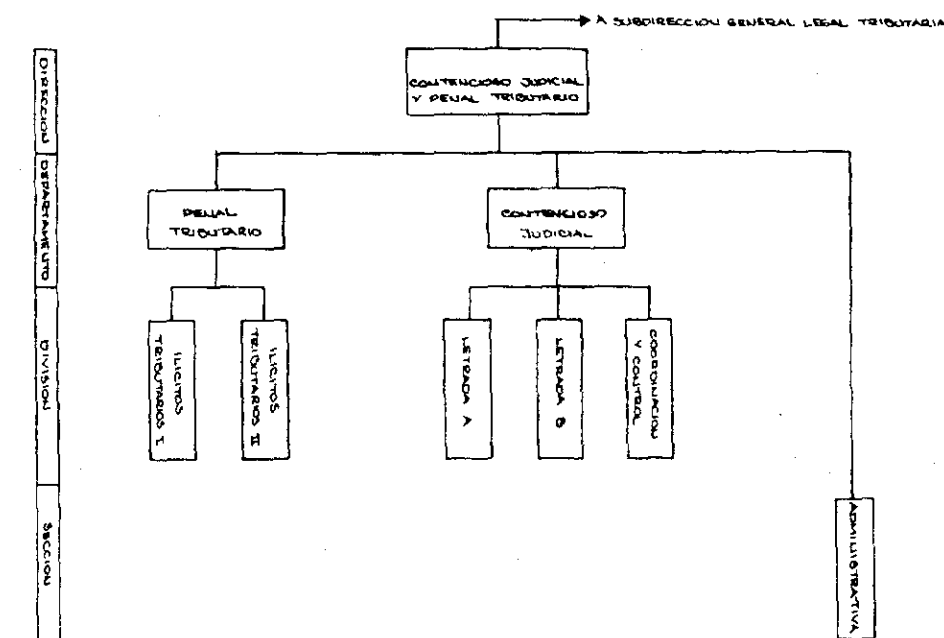 A SUBDIRECCION GENERAL LEGAL TRIBUTARIA
CONTENCIOSO JUDICIAL
Y PENAL TRIBUTARIO
DIRECCION
DEPARTAMENTO
DIVISION
SECCION
PENAL
TRIBUTARIO
CONTENCIOSO
JUDICIAL
ILICITOS
TRIBUTARIOS I
ILICITOS
TRIBUTARIOS II
LETRADA A
LETRADA B
COORDINACION
Y CONTROL
ADMINISTRATIVA